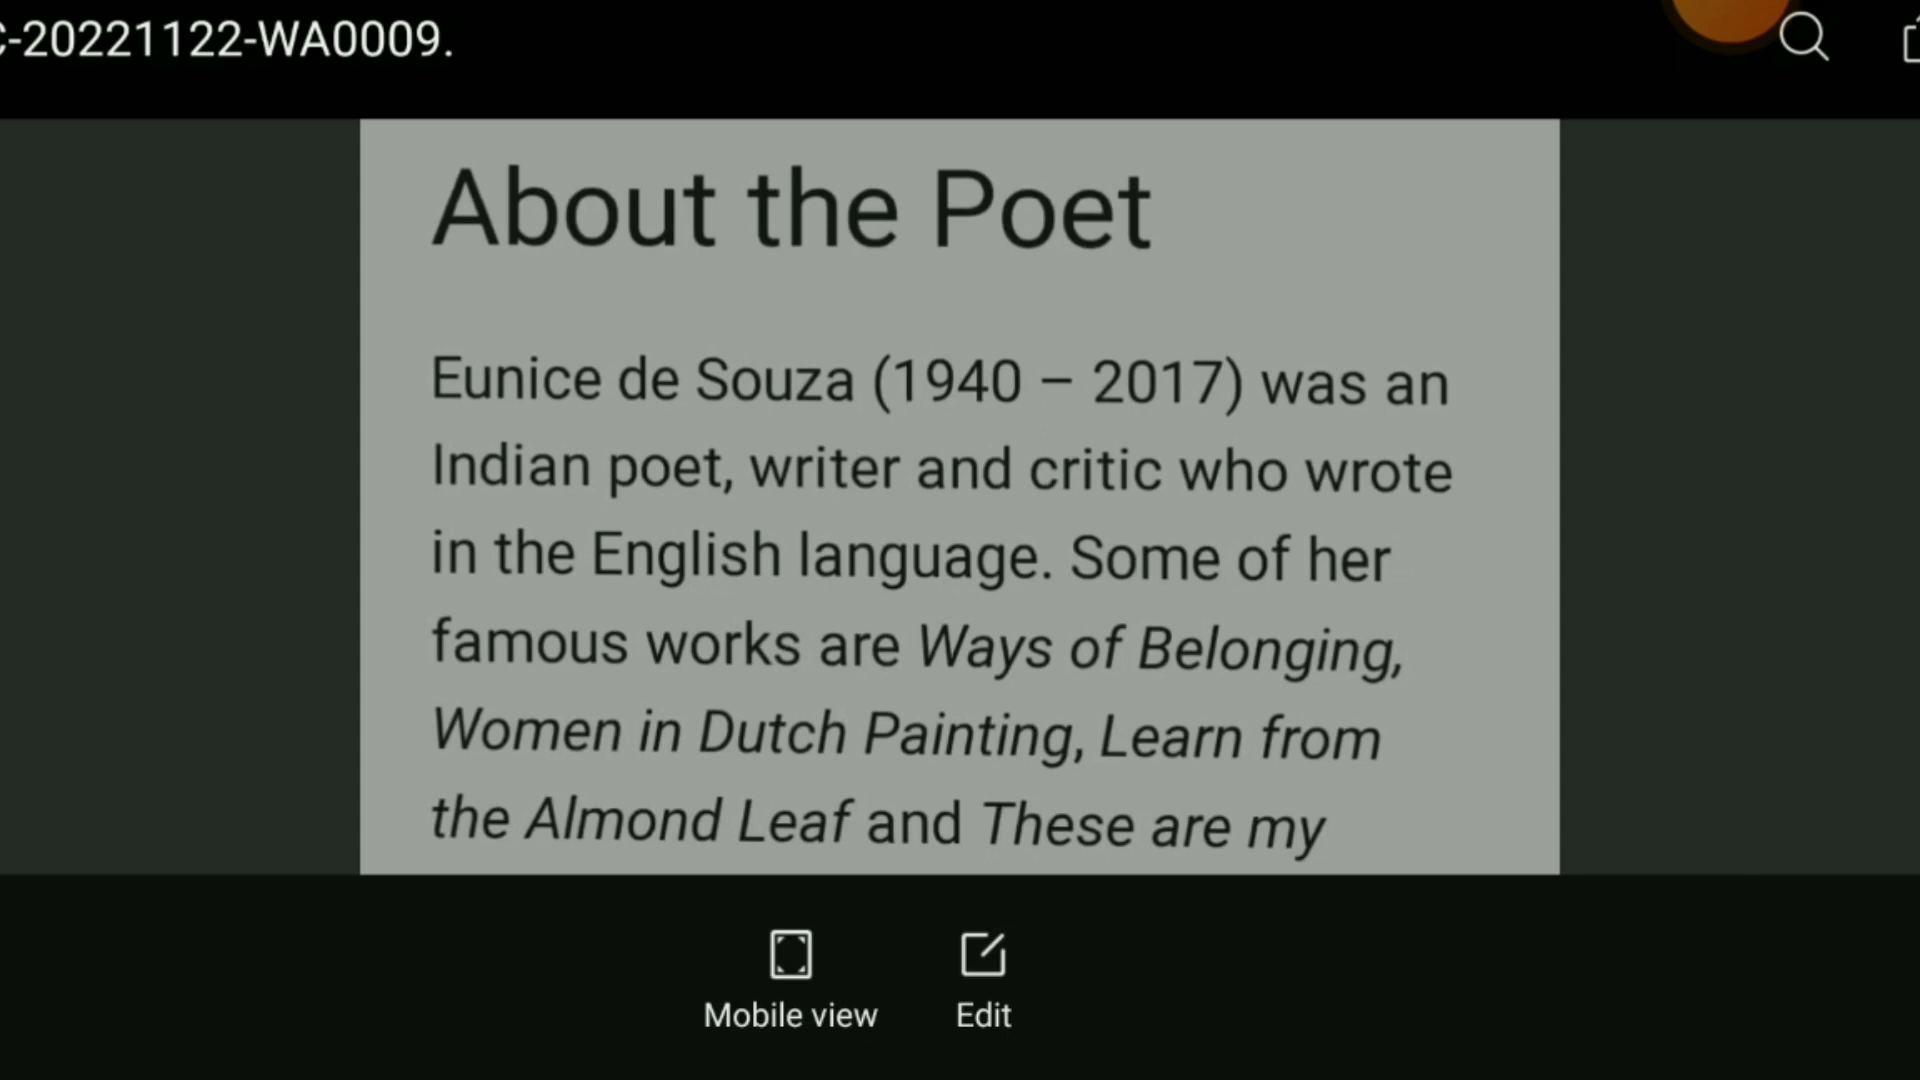 -20221122-WA0009.
About the Poet
Eunice de Souza (1940 – 2017) was an
Indian poet, writer and critic who wrote
in the English language. Some of her
famous works are Ways of Belonging,
Women in Dutch Painting, Learn from
the Almond Leaf and These are my
Mobile view
Edit